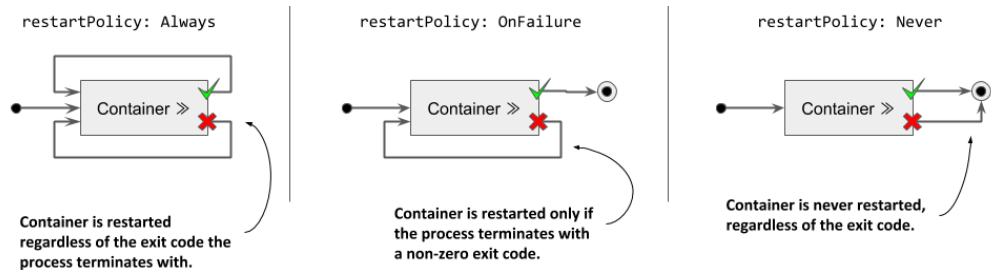 restartPolicy: Always
Container >>
Container is restarted
regardless of the exit code the
process terminates with.
restartPolicy: OnFailure
Container >>
Container is restarted only if
the process terminates with
a non-zero exit code.
restartPolicy: Never
Container >>
Container is never restarted,
regardless of the exit code.